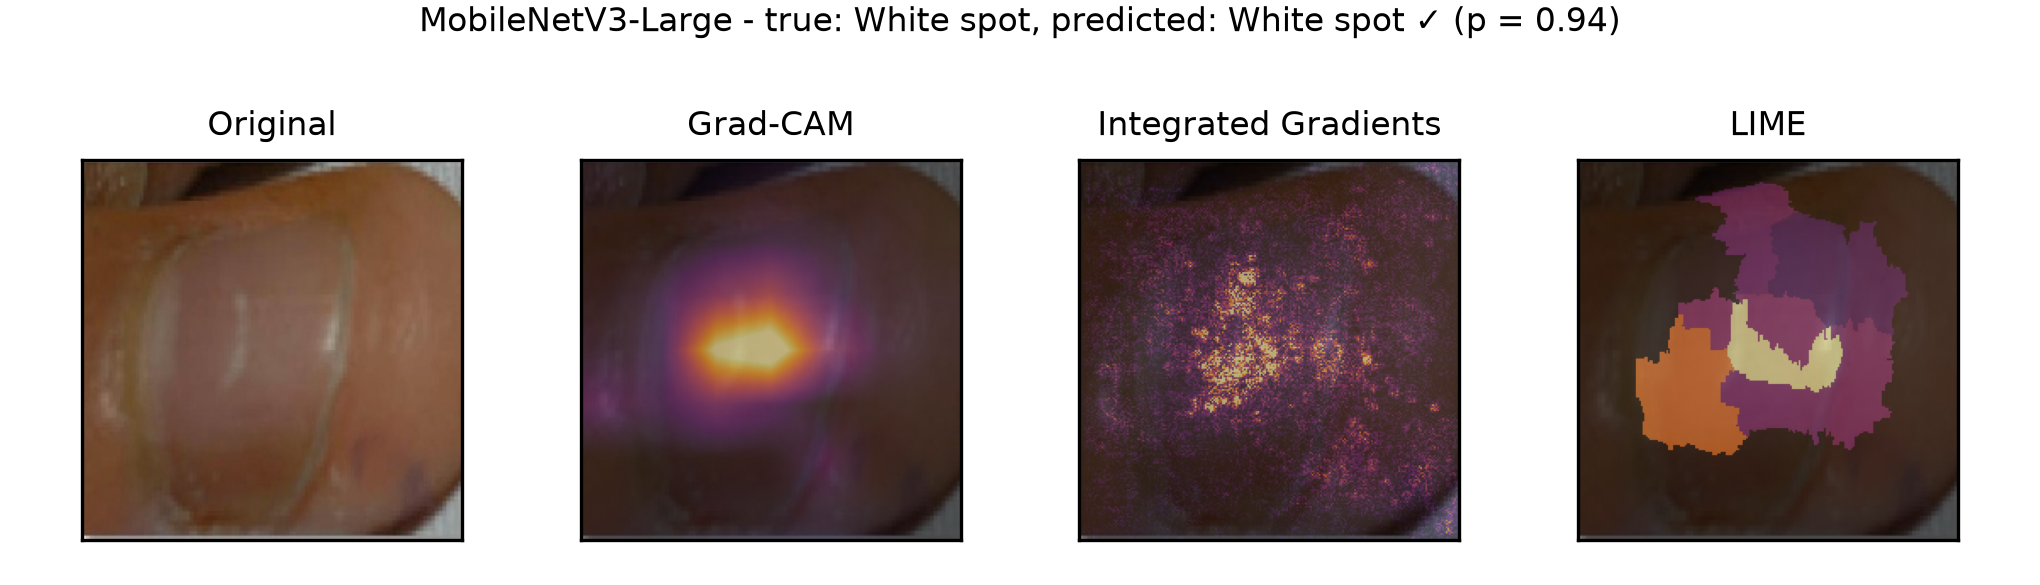 MobileNetV3-Large - true: White spot, predicted: White spot ✓ (p = 0.94)
Original
Grad-CAM
Integrated Gradients
LIME